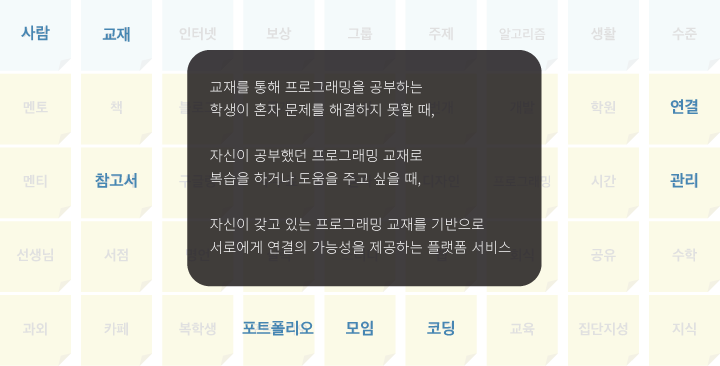 사람 교재 인터넷 보상 그룹 주제 알고리즘 생활 수준
멘토 책 학원 연결
멘티 참고서 시간 관리
선생님 서점 공유 수학
과외 카페 복학생 포트폴리오 모임 코딩 교육 집단지성 지식
교재를 통해 프로그래밍을 공부하는
학생이 혼자 문제를 해결하지 못할 때,
자신이 공부했던 프로그래밍 교재로
복습을 하거나 도움을 주고 싶을 때,
자신이 갖고 있는 프로그래밍 교재를 기반으로
서로에게 연결의 가능성을 제공하는 플랫폼 서비스